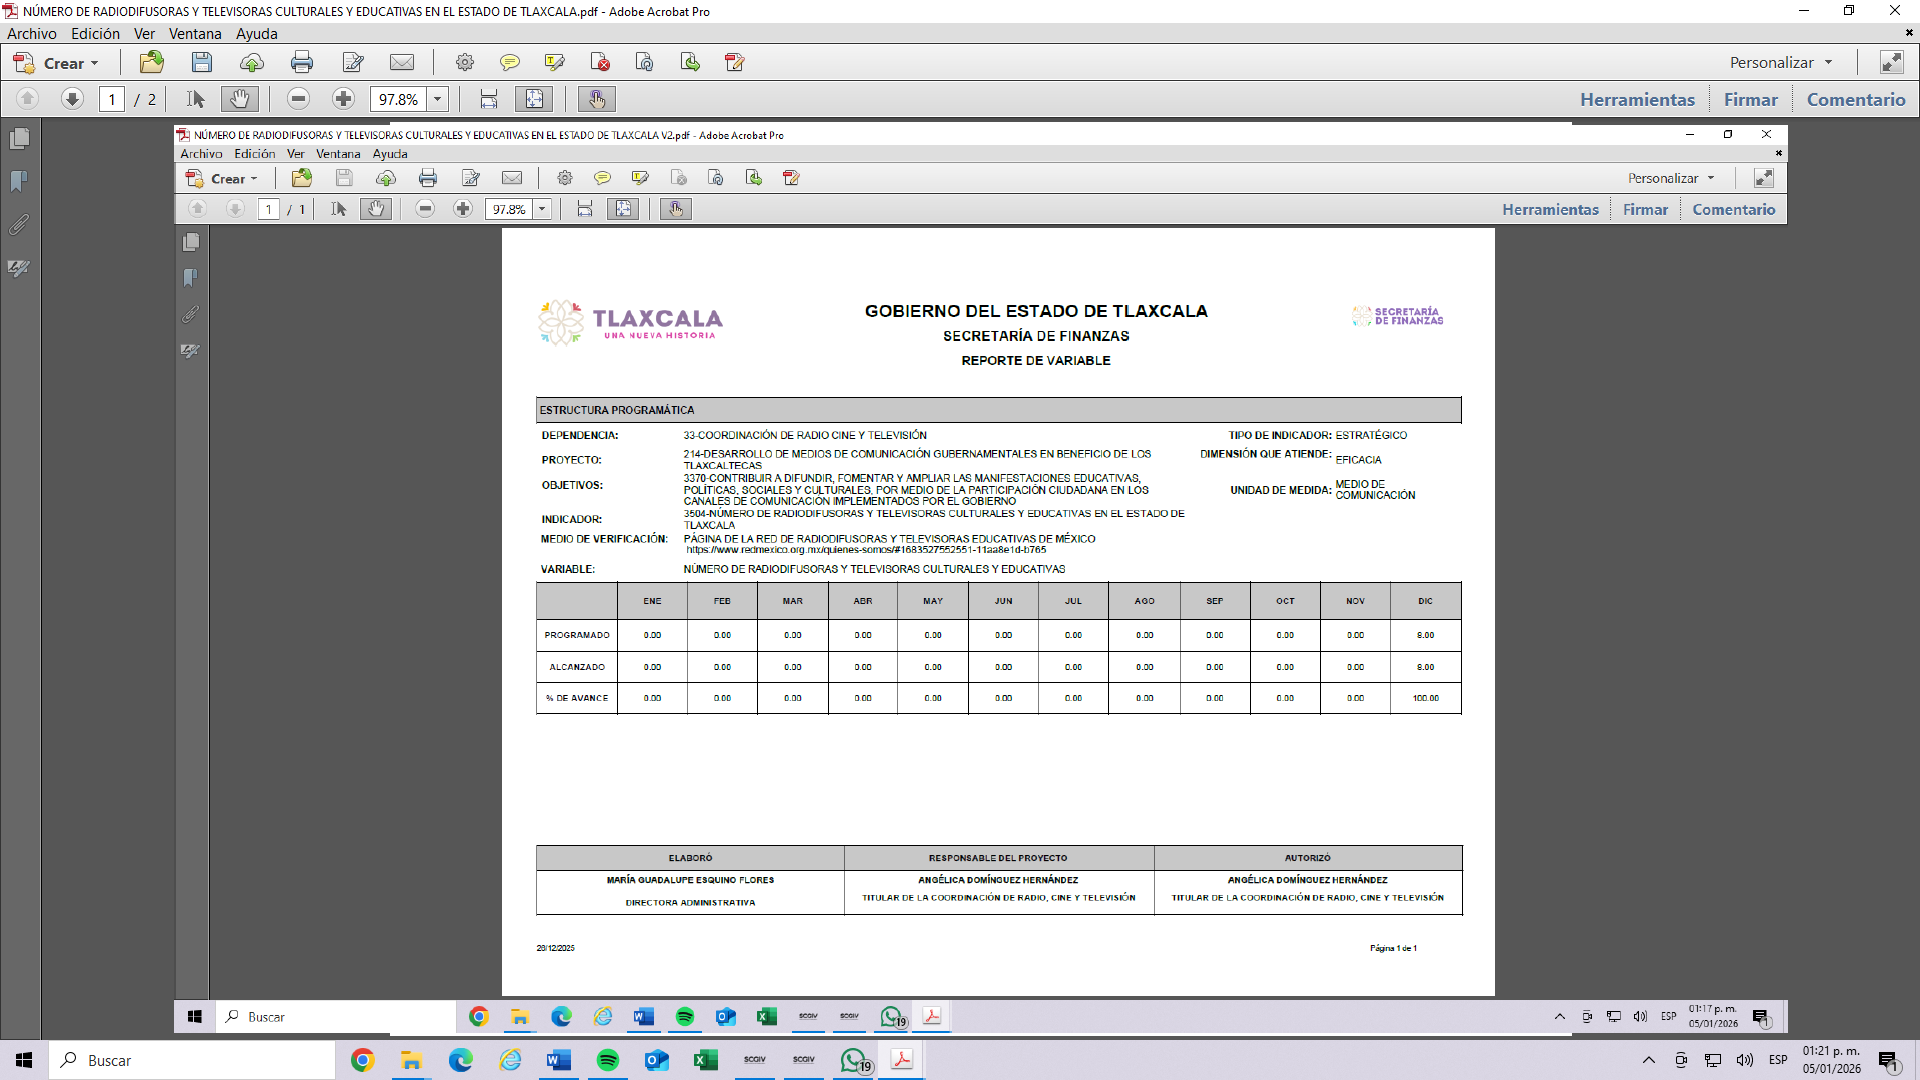 NÚMERO DE RADIODIFUSORAS Y TELEVISORAS CULTURALES Y EDUCATIVAS EN EL ESTADO DE TLAXCALA.pdf - Adobe Acrobat Pro
Archivo Edición Ver Ventana Ayuda
Crear
Personalizar
1 / 2
97.8%
Herramientas Firmar Comentario
NÚMERO DE RADIODIFUSORAS Y TELEVISORAS CULTURALES Y EDUCATIVAS EN EL ESTADO DE TLAXCALA V2.pdf - Adobe Acrobat Pro
Archivo Edición Ver Ventana Ayuda
Crear
Personalizar
1 / 1
97.8%
Herramientas Firmar Comentario
TLAXCALA
UNA NUEVA HISTORIA
GOBIERNO DEL ESTADO DE TLAXCALA
SECRETARÍA DE FINANZAS
REPORTE DE VARIABLE
SECRETARÍA
DE FINANZAS
ESTRUCTURA PROGRAMÁTICA
DEPENDENCIA: 33-COORDINACIÓN DE RADIO CINE Y TELEVISIÓN TIPO DE INDICADOR: ESTRATÉGICO
PROYECTO: 214-DESARROLLO DE MEDIOS DE COMUNICACIÓN GUBERNAMENTALES EN BENEFICIO DE LOS
TLAXCALTECAS
DIMENSIÓN QUE ATIENDE: EFICACIA
OBJETIVOS: 3370-CONTRIBUIR A DIFUNDIR, FOMENTAR Y AMPLIAR LAS MANIFESTACIONES EDUCATIVAS,
POLÍTICAS, SOCIALES Y CULTURALES, POR MEDIO DE LA PARTICIPACIÓN CIUDADANA EN LOS
CANALES DE COMUNICACIÓN IMPLEMENTADOS POR EL GOBIERNO
UNIDAD DE MEDIDA: MEDIO DE
COMUNICACIÓN
INDICADOR: 3504-NÚMERO DE RADIODIFUSORAS Y TELEVISORAS CULTURALES Y EDUCATIVAS EN EL ESTADO DE
TLAXCALA
MEDIO DE VERIFICACIÓN: PÁGINA DE LA RED DE RADIODIFUSORAS Y TELEVISORAS EDUCATIVAS DE MÉXICO
https://www.redmexico.org.mx/quienes-somos/#1683527552551-11aa8e1d-b765
VARIABLE: NÚMERO DE RADIODIFUSORAS Y TELEVISORAS CULTURALES Y EDUCATIVAS
ENE FEB MAR ABR MAY JUN JUL AGO SEP OCT NOV DIC
PROGRAMADO 0.00 0.00 0.00 0.00 0.00 0.00 0.00 0.00 0.00 0.00 0.00 8.00
ALCANZADO 0.00 0.00 0.00 0.00 0.00 0.00 0.00 0.00 0.00 0.00 0.00 8.00
% DE AVANCE 0.00 0.00 0.00 0.00 0.00 0.00 0.00 0.00 0.00 0.00 0.00 100.00
ELABORÓ RESPONSABLE DEL PROYECTO AUTORIZÓ
MARÍA GUADALUPE ESQUINO FLORES ANGÉLICA DOMÍNGUEZ HERNÁNDEZ ANGÉLICA DOMÍNGUEZ HERNÁNDEZ
DIRECTORA ADMINISTRATIVA TITULAR DE LA COORDINACIÓN DE RADIO, CINE Y TELEVISIÓN TITULAR DE LA COORDINACIÓN DE RADIO, CINE Y TELEVISIÓN
26/12/2025 Página 1 de 1
Buscar SCGIV SCGIV 19 ESP 01:17 p. m.
05/01/2026 1
Buscar SCGIV SCGIV 19 ESP 01:21 p. m.
05/01/2026 1